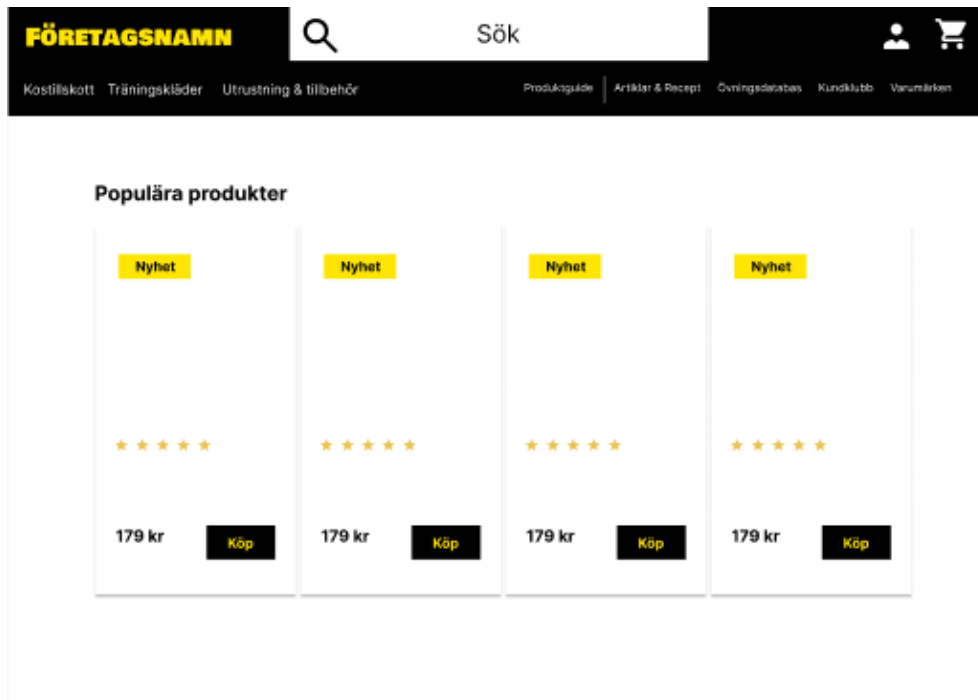 FÖRETAGSNAMN
Sök
Kostillskott Träningskläder Utrustning & tillbehör
Produktguide Artiklar & Recept Övningsdatabas Kundklubb Varumärken
Populära produkter
Nyhet Nyhet Nyhet Nyhet
179 kr Köp 179 kr Köp 179 kr Köp 179 kr Köp